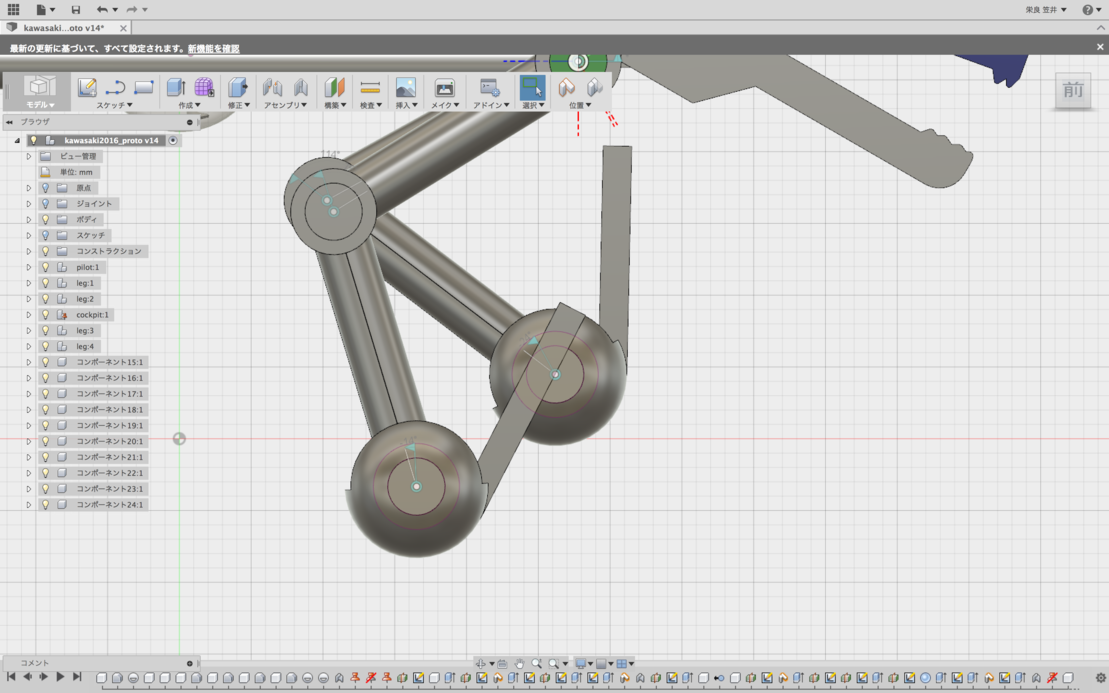 栄良 笠井
kawasaki...oto v14*
最新の更新に基づいて、すべて設定されます。新機能を確認
モデル
スケッチ
作成
修正
アセンブリ
構築
検査
挿入
メイク
アドイン
選択
位置
前
ブラウザ
kawasaki2016_proto v14
ビュー管理
単位: mm
原点
ジョイント
ボディ
スケッチ
コンストラクション
pilot:1
leg:1
leg:2
cockpit:1
leg:3
leg:4
コンポーネント15:1
コンポーネント16:1
コンポーネント17:1
コンポーネント18:1
コンポーネント19:1
コンポーネント20:1
コンポーネント21:1
コンポーネント22:1
コンポーネント23:1
コンポーネント24:1
コメント